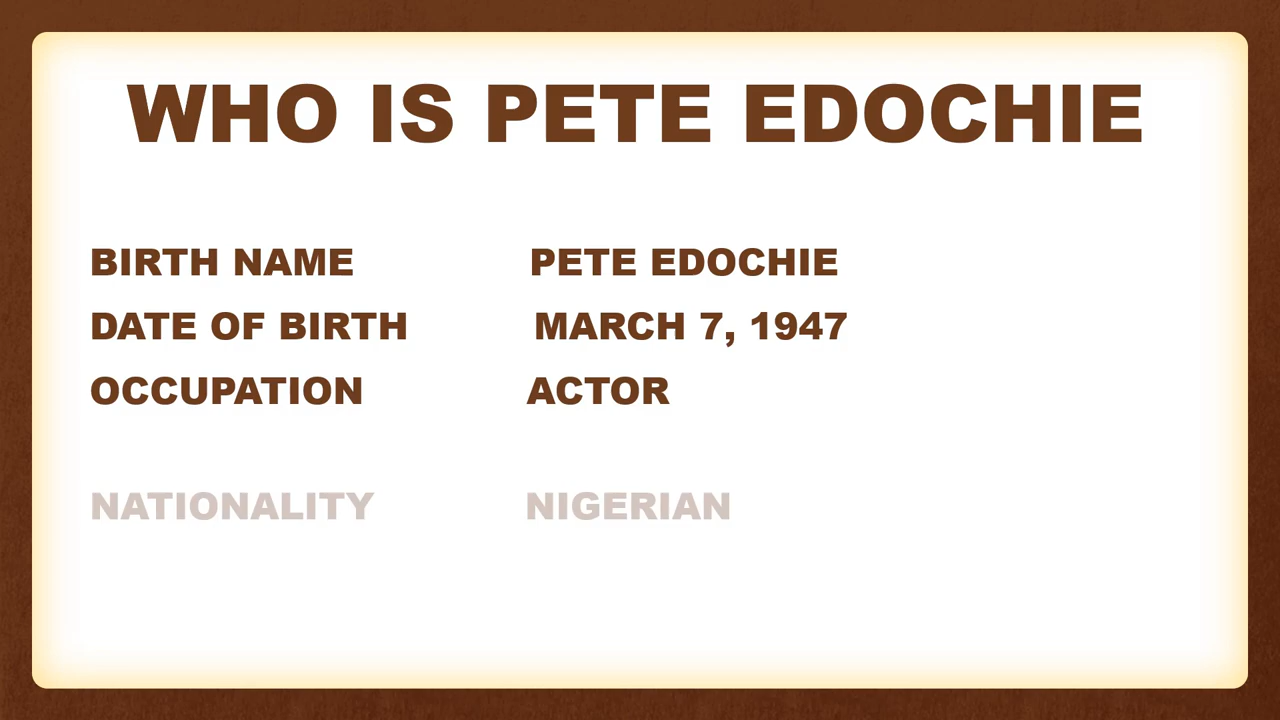 WHO IS PETE EDOCHIE
BIRTH NAME PETE EDOCHIE
DATE OF BIRTH MARCH 7, 1947
OCCUPATION ACTOR
NATIONALITY NIGERIAN